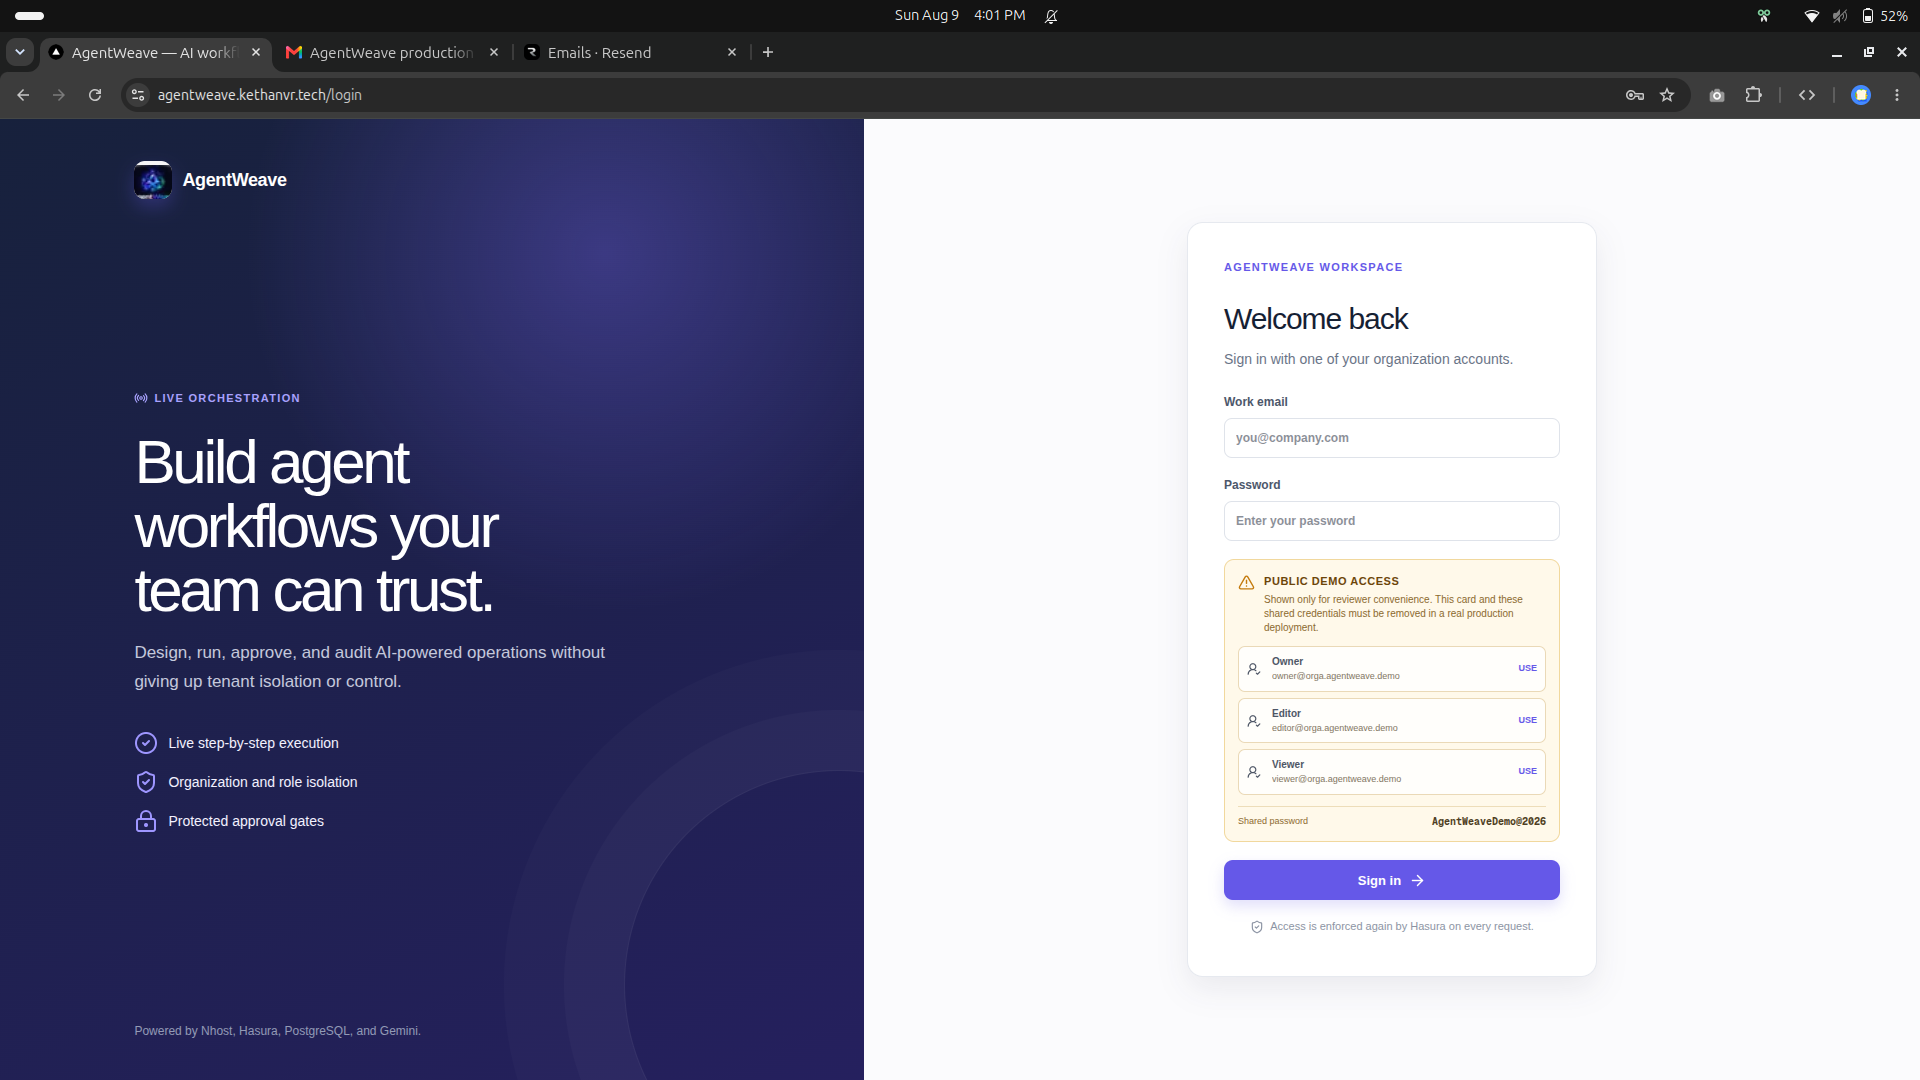 Sun Aug 9 4:01 PM
52%
AgentWeave — AI workf
AgentWeave production
Emails · Resend
agentweave.kethanvr.tech/login
AgentWeave
LIVE ORCHESTRATION
Build agent
workflows your
team can trust.
Design, run, approve, and audit AI-powered operations without
giving up tenant isolation or control.
Live step-by-step execution
Organization and role isolation
Protected approval gates
Powered by Nhost, Hasura, PostgreSQL, and Gemini.
AGENTWEAVE WORKSPACE
Welcome back
Sign in with one of your organization accounts.
Work email
you@company.com
Password
Enter your password
PUBLIC DEMO ACCESS
Shown only for reviewer convenience. This card and these
shared credentials must be removed in a real production
deployment.
Owner
owner@orga.agentweave.demo
USE
Editor
editor@orga.agentweave.demo
USE
Viewer
viewer@orga.agentweave.demo
USE
Shared password AgentWeaveDemo@2026
Sign in
Access is enforced again by Hasura on every request.